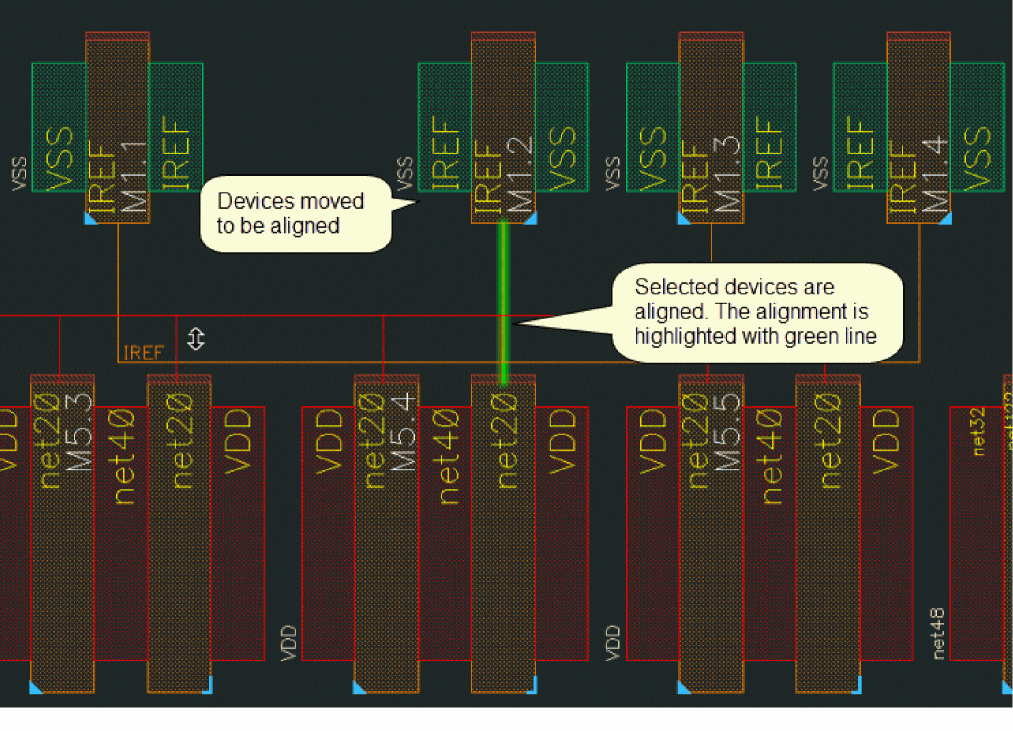 VSS
VSS
IREF
M1.1
IREF
VSS
IREF
IREF
M1.2
VSS
VSS
VSS
IREF
M1.3
IREF
VSS
IREF
IREF
M1.4
VSS
Devices moved
to be aligned
Selected devices are
aligned. The alignment is
highlighted with green line
IREF
VDD
net20
M5.3
net40
net20
VDD
VDD
VDD
net20
M5.4
net40
net20
VDD
VDD
VDD
net20
M5.5
net40
net20
VDD
net48
net32